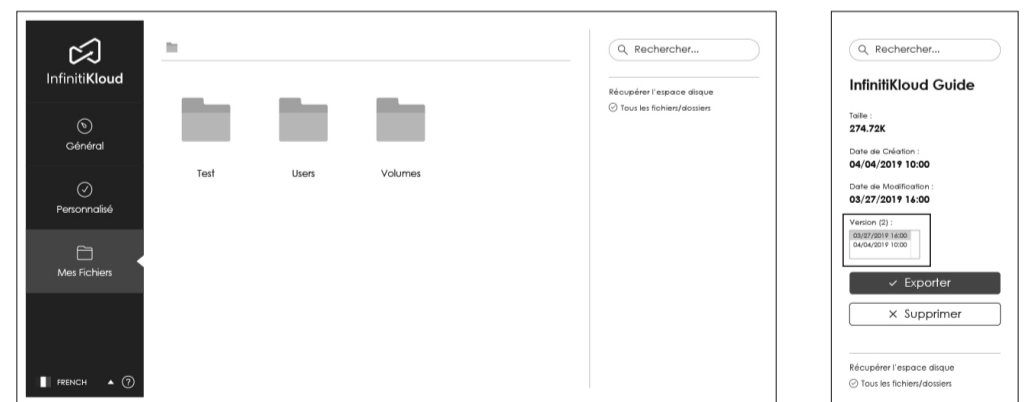 InfinitiKloud
Général
Personnalisé
Mes Fichiers
FRENCH
?
Test
Users
Volumes
Rechercher...
Récupérer l'espace disque
Tous les fichiers/dossiers
Rechercher...
InfinitiKloud Guide
Taille :
274.72K
Date de Création :
04/04/2019 10:00
Date de Modification :
03/27/2019 16:00
Version (2) :
03/27/2019 16:00
04/04/2019 10:00
Exporter
Supprimer
Récupérer l'espace disque
Tous les fichiers/dossiers